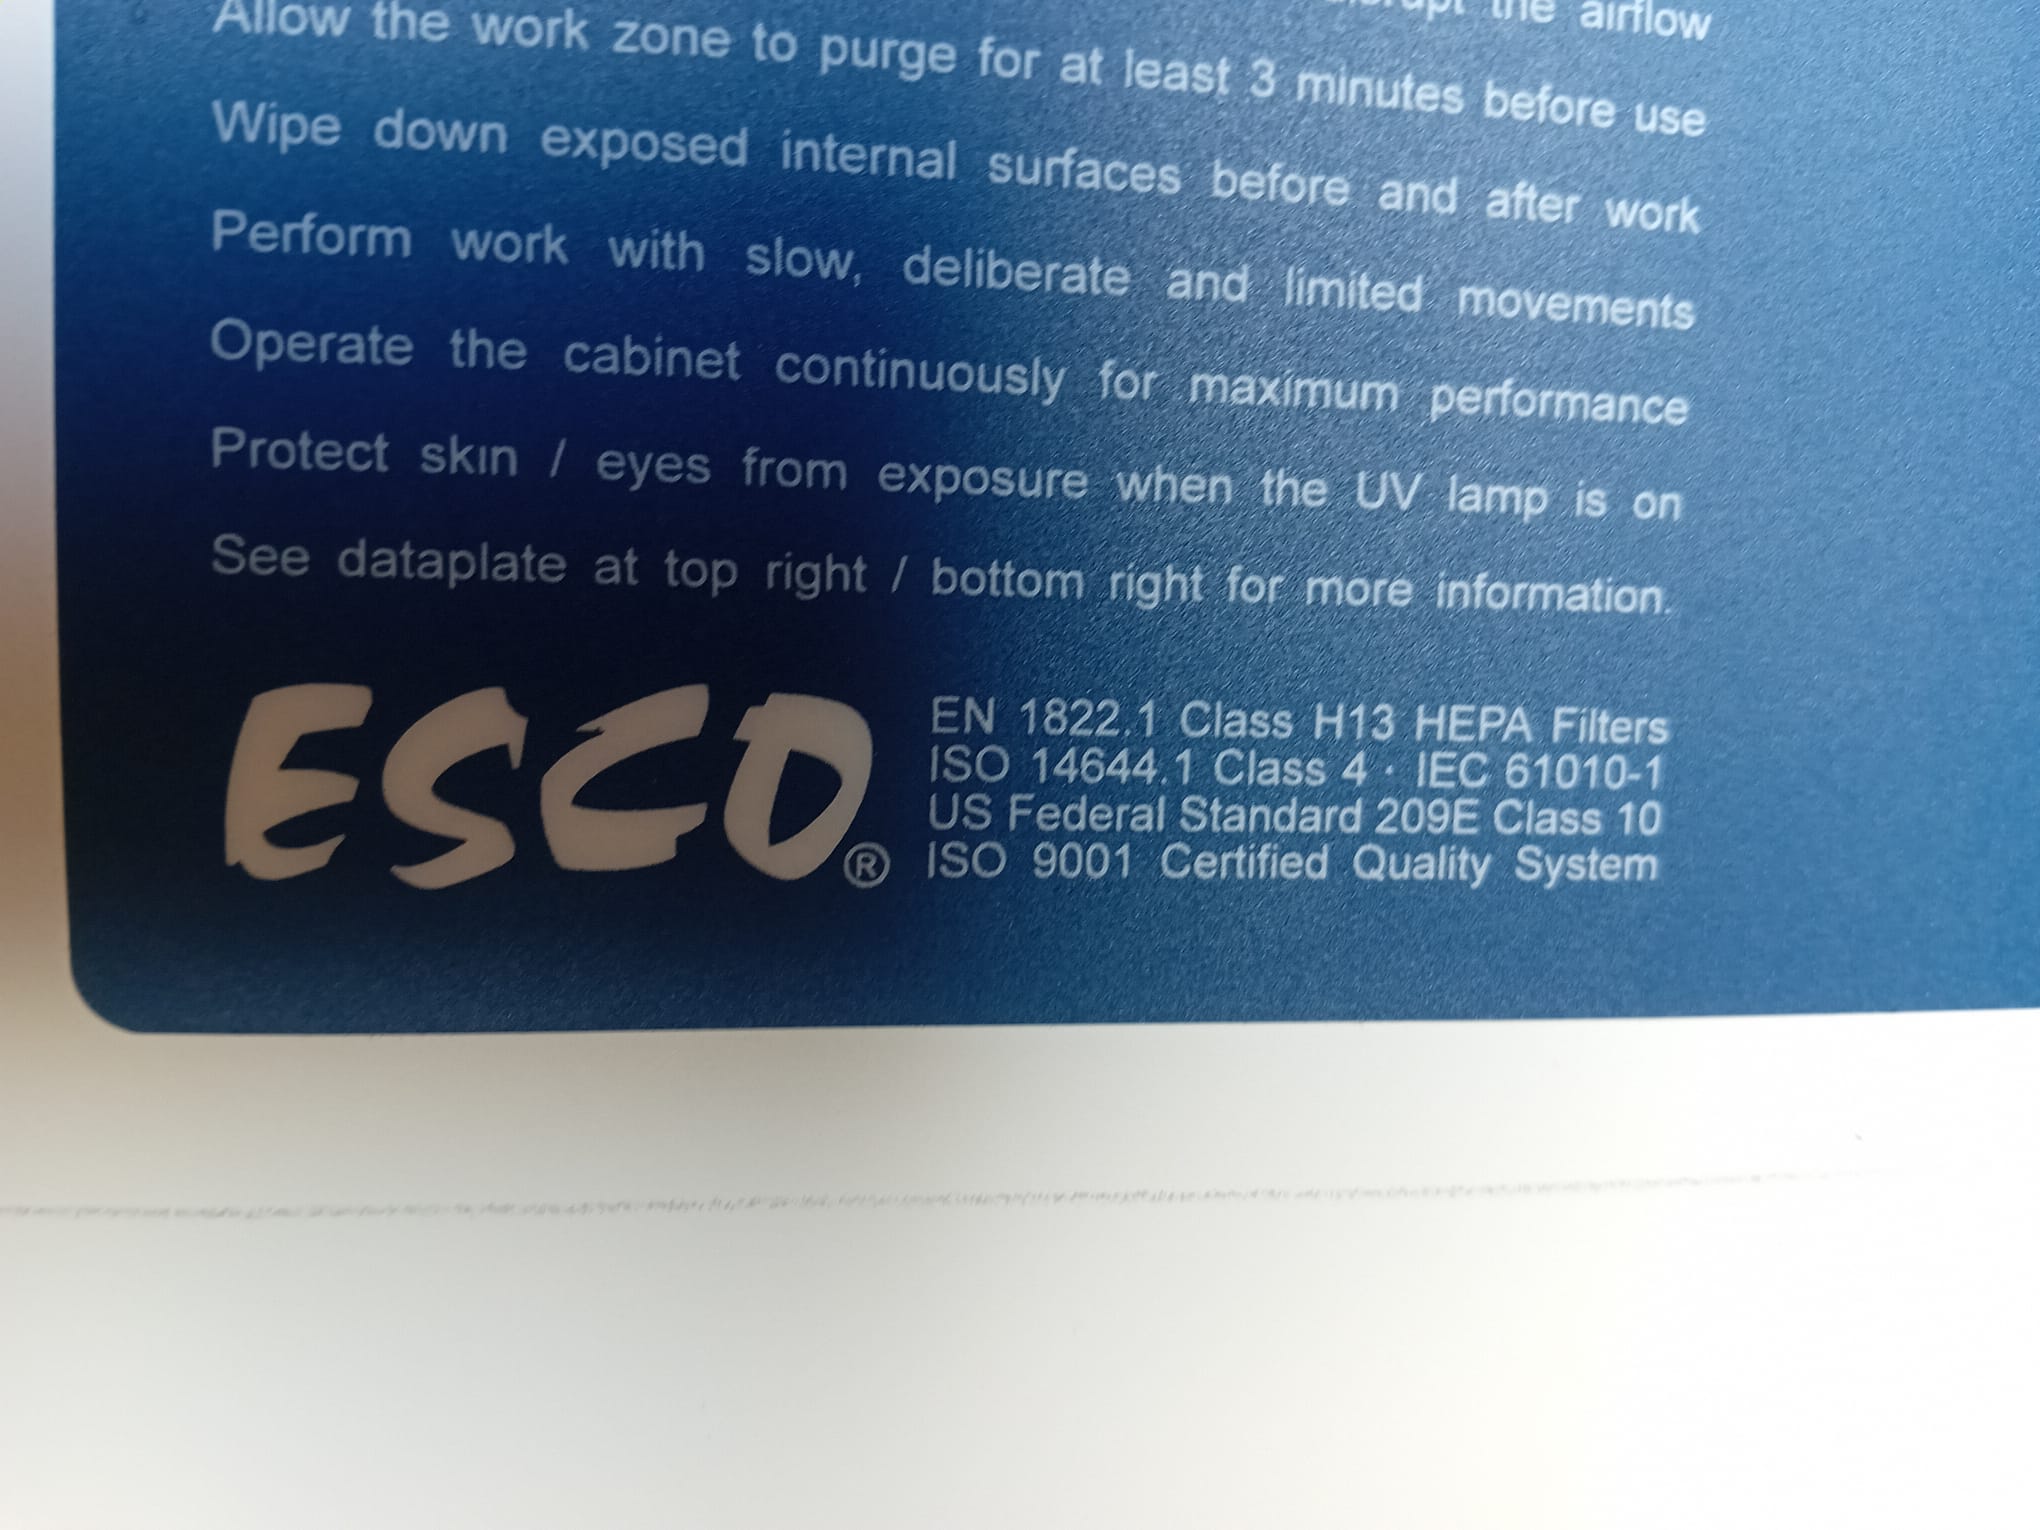 the airflow
Allow the work zone to purge for at least 3 minutes before use
Wipe down exposed internal surfaces before and after work
Perform work with slow, deliberate and limited movements
Operate the cabinet continuously for maximum performance
Protect skin / eyes from exposure when the UV lamp is on
See dataplate at top right / bottom right for more information.
ESCO®
EN 1822.1 Class H13 HEPA Filters
ISO 14644.1 Class 4 · IEC 61010-1
US Federal Standard 209E Class 10
ISO 9001 Certified Quality System